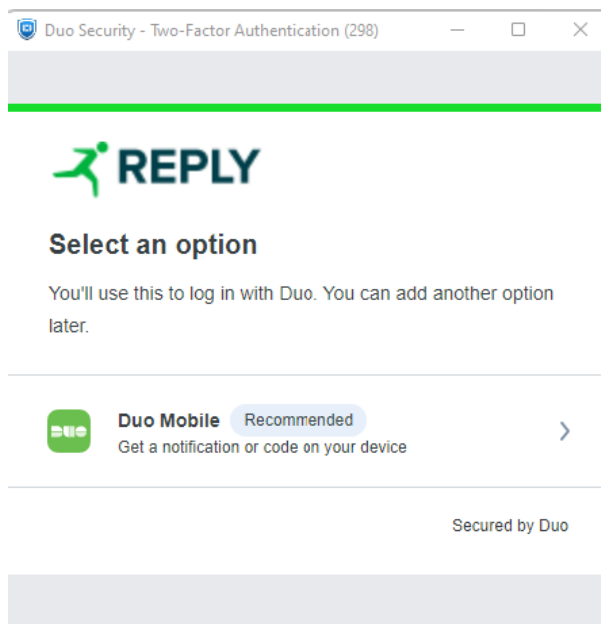 Duo Security - Two-Factor Authentication (298)
REPLY
Select an option
You'll use this to log in with Duo. You can add another option
later.
DUO
Duo Mobile Recommended
Get a notification or code on your device
Secured by Duo